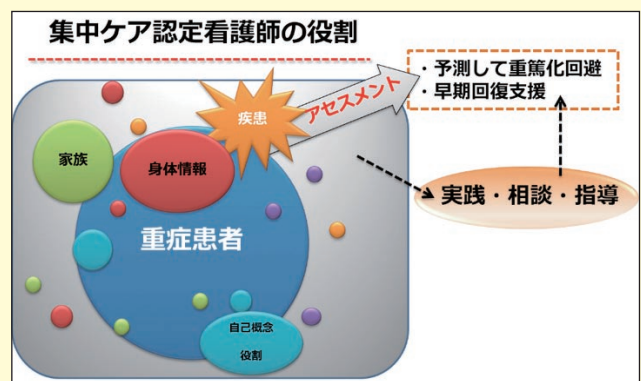 集中ケア認定看護師の役割
・予測して重篤化回避
・早期回復支援
アセスメント
疾患
家族
身体情報
実践・相談・指導
重症患者
自己概念
役割